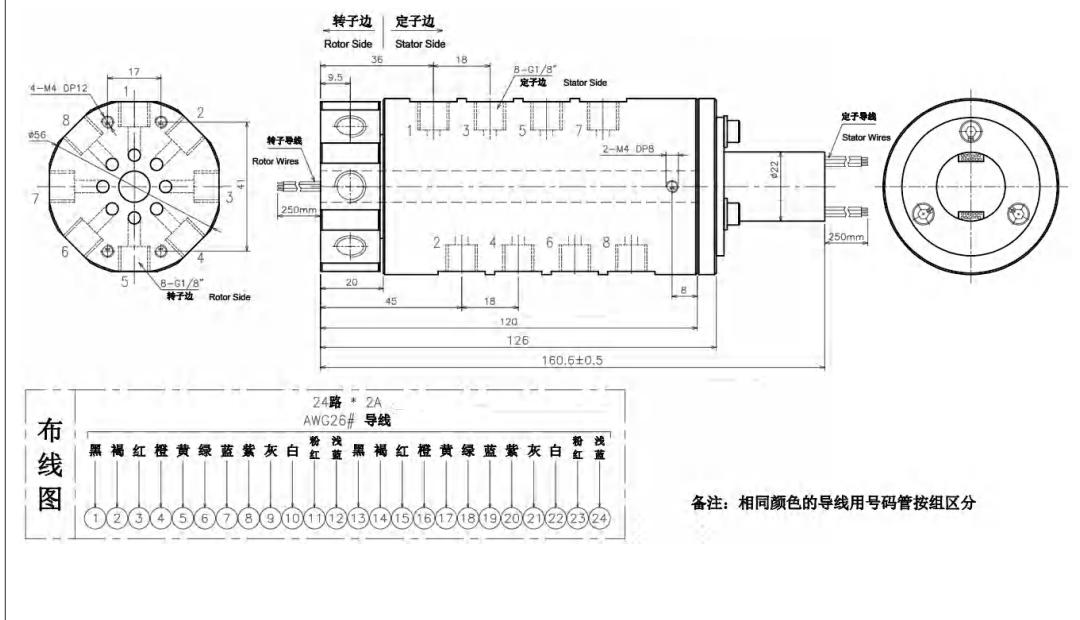 转子边
定子边
Rotor Side
Stator Side
36
18
9.5
8-G1/8"
定子边 Stator Side
17
4-M4 DP12
1
2
8
ø56
7
3
41
6
4
5
8-G1/8"
转子边 Rotor Side
转子导线
Rotor Wires
250mm
1
3
5
7
2-M4 DP8
2
4
6
8
ø22
定子导线
Stator Wires
250mm
20
8
45
18
120
126
160.6±0.5
布线图
24路 * 2A
AWG26# 导线
黑 褐 红 橙 黄 绿 蓝 紫 灰 白 粉红 浅蓝 黑 褐 红 橙 黄 绿 蓝 紫 灰 白 粉红 浅蓝
1 2 3 4 5 6 7 8 9 10 11 12 13 14 15 16 17 18 19 20 21 22 23 24
备注：相同颜色的导线用号码管按组区分